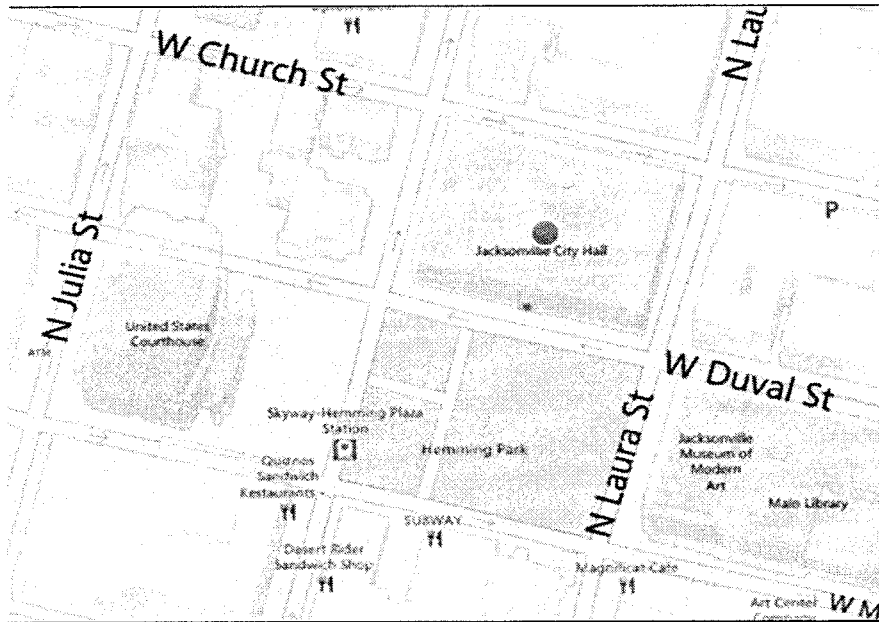 W Church St
N Lau
P
Jacksonville City Hall
N Julia St
United States
Courthouse
ATM
W Duval St
Skyway-Hemming Plaza
Station
Hemming Park
N Laura St
Jacksonville
Museum of
Modern
Art
Main Library
Quiznos
Sandwich
Restaurants
SUBWAY
Desert Rider
Sandwich Shop
Magnificat Cafe
Art Center
Company
W M